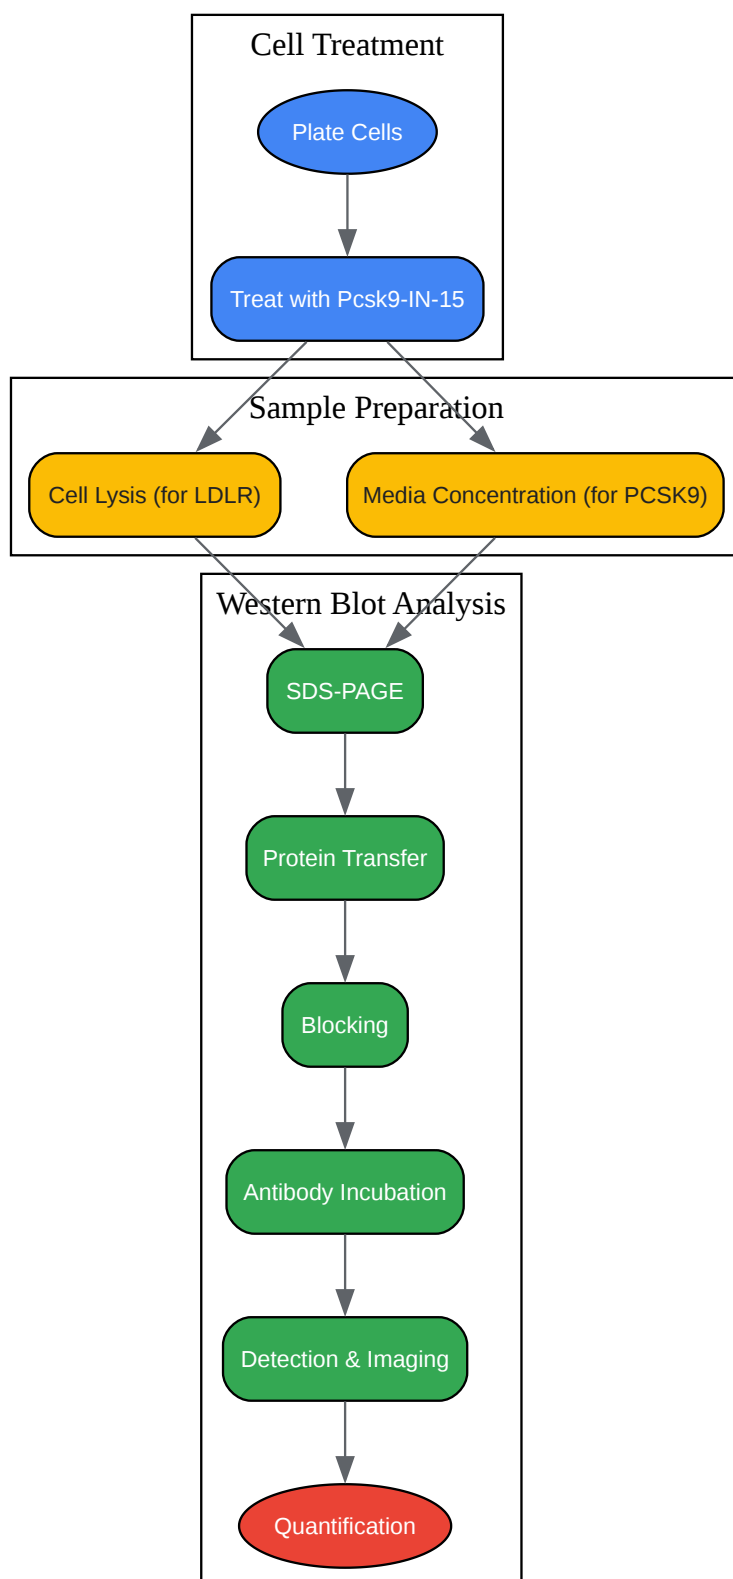 Cell Treatment
Plate Cells
Treat with Pcsk9-IN-15
Sample Preparation
Cell Lysis (for LDLR)
Media Concentration (for PCSK9)
Western Blot Analysis
SDS-PAGE
Protein Transfer
Blocking
Antibody Incubation
Detection & Imaging
Quantification